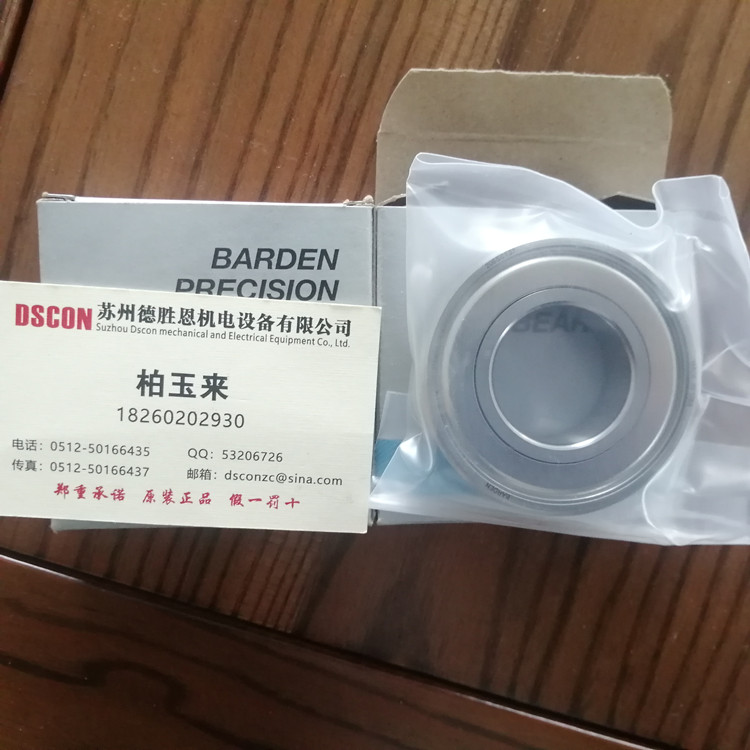 BARDEN
PRECISION
BEAR
DSCON 苏州德胜恩机电设备有限公司
Suzhou Dscon mechanical and Electrical Equipment Co., Ltd.
柏玉来
18260202930
电话：0512-50166435 QQ：53206726
传真：0512-50166437 邮箱：dsconzc@sina.com
郑重承诺 原装正品 假一罚十